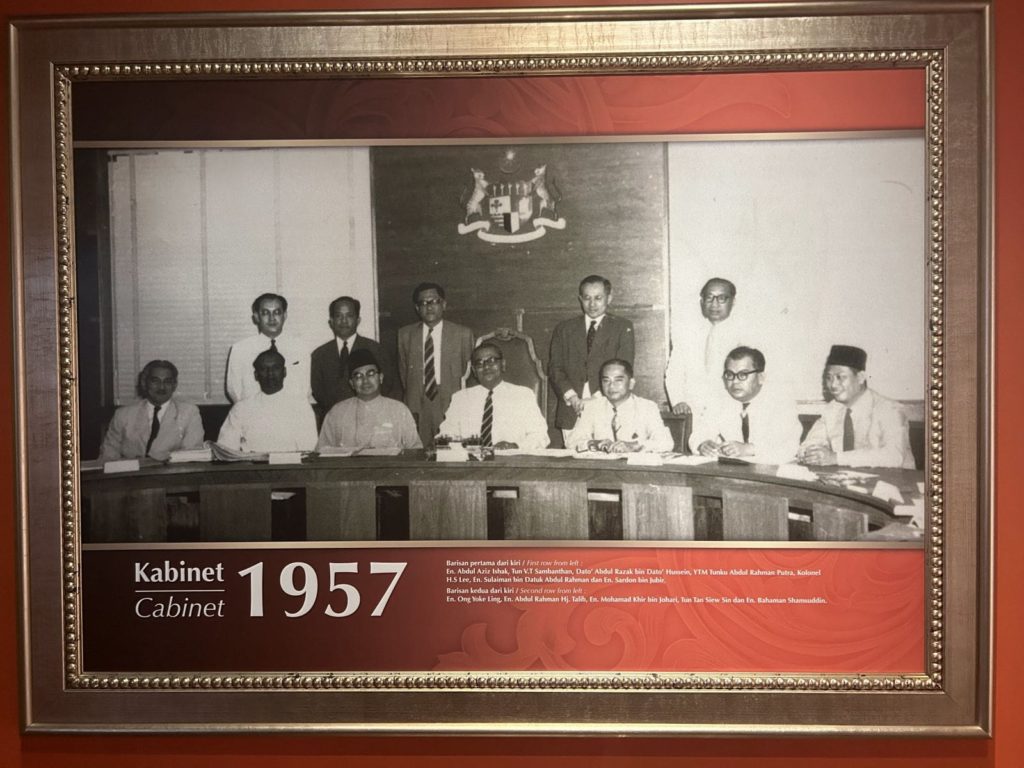 Kabinet
Cabinet
1957
Barisan pertama dari kiri / First row from left :
En. Abdul Aziz Ishak, Tun V.T Sambanthan, Dato' Abdul Razak bin Dato' Hussein, YTM Tunku Abdul Rahman Putra, Kolonel
H.S Lee, En. Sulaiman bin Datuk Abdul Rahman dan En. Sardon bin Jubir.
Barisan kedua dari kiri / Second row from left :
En. Ong Yoke Ling, En. Abdul Rahman Hj. Talib, En. Mohamad Khir bin Johari, Tun Tan Siew Sin dan En. Bahaman Shamsuddin.